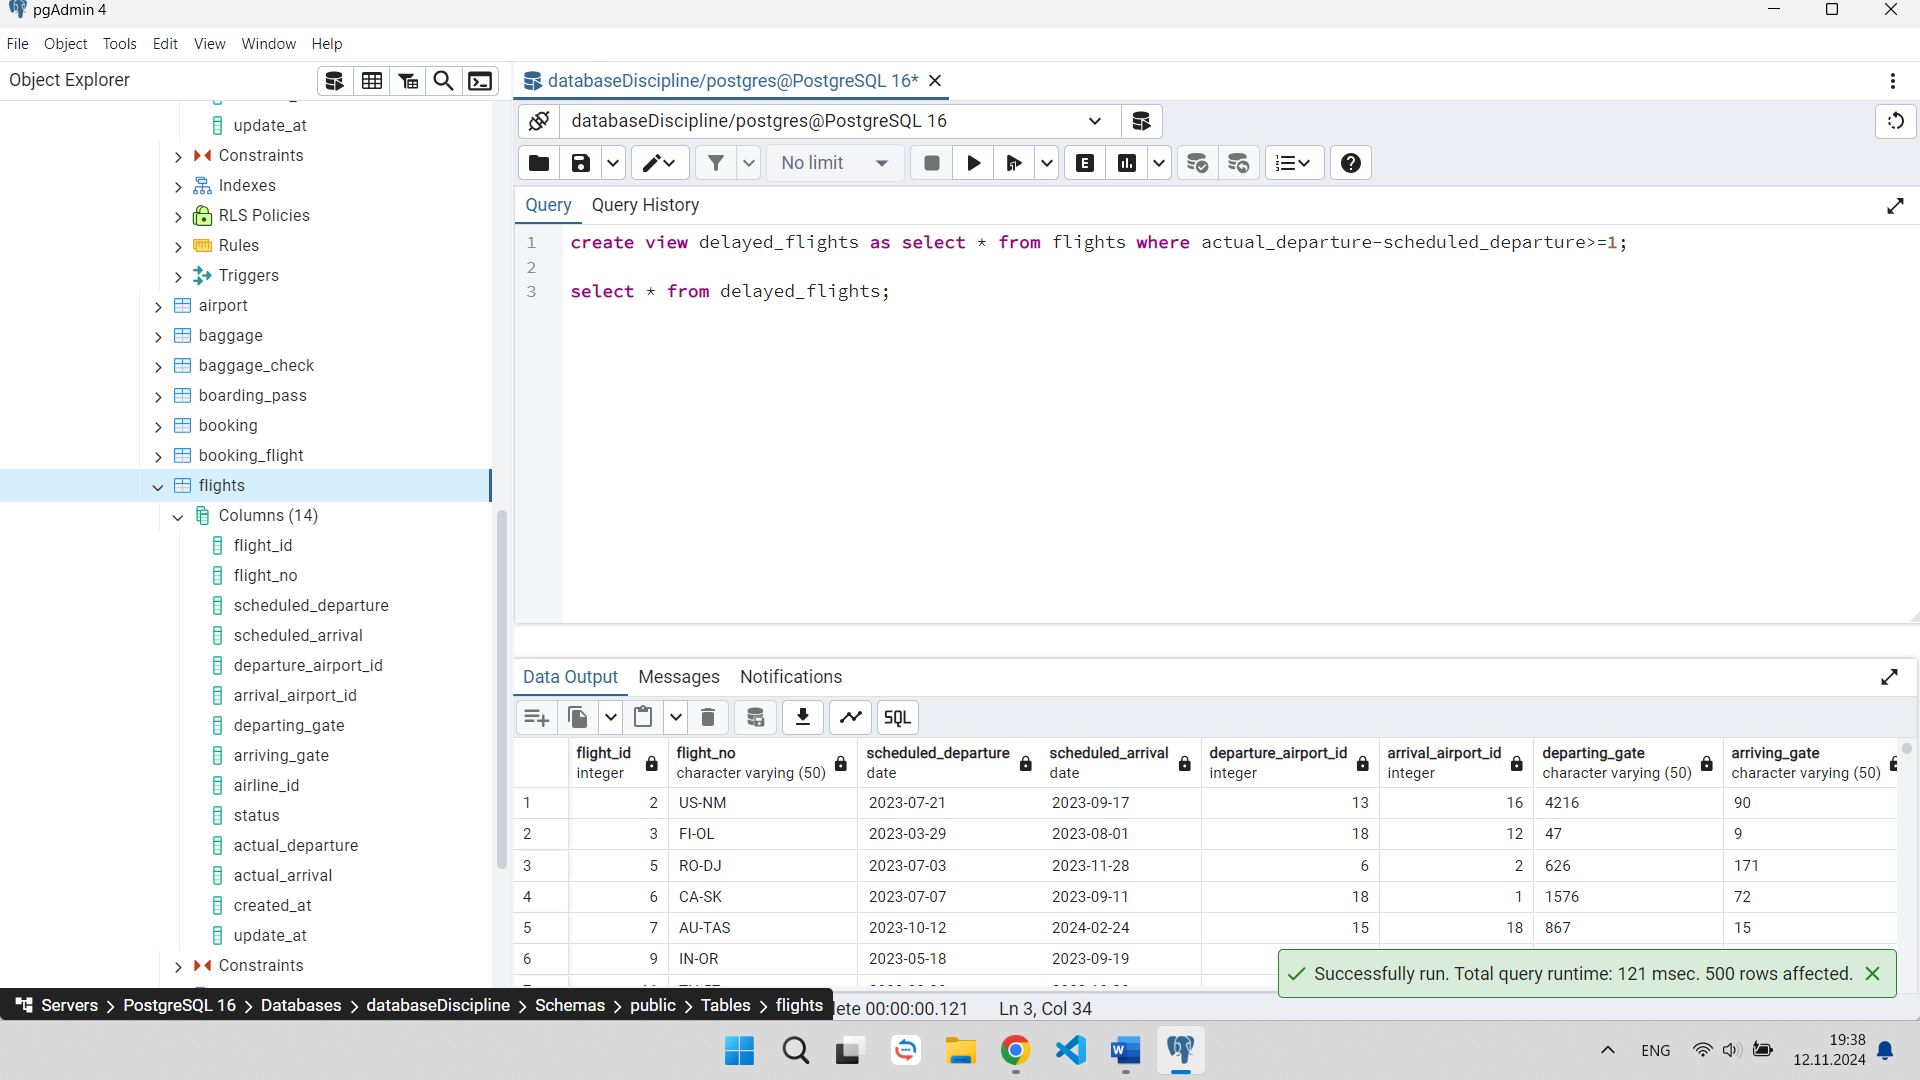 pgAdmin 4
File Object Tools Edit View Window Help
Object Explorer
databaseDiscipline/postgres@PostgreSQL 16*
update_at
Constraints
Indexes
RLS Policies
Rules
Triggers
airport
baggage
baggage_check
boarding_pass
booking
booking_flight
flights
Columns (14)
flight_id
flight_no
scheduled_departure
scheduled_arrival
departure_airport_id
arrival_airport_id
departing_gate
arriving_gate
airline_id
status
actual_departure
actual_arrival
created_at
update_at
Constraints
databaseDiscipline/postgres@PostgreSQL 16
No limit
E
Query Query History
1 create view delayed_flights as select * from flights where actual_departure-scheduled_departure>=1;
2
3 select * from delayed_flights;
Data Output Messages Notifications
SQL
flight_id flight_no scheduled_departure scheduled_arrival departure_airport_id arrival_airport_id departing_gate arriving_gate
integer character varying (50) date date integer integer character varying (50) character varying (50)
1 2 US-NM 2023-07-21 2023-09-17 13 16 4216 90
2 3 FI-OL 2023-03-29 2023-08-01 18 12 47 9
3 5 RO-DJ 2023-07-03 2023-11-28 6 2 626 171
4 6 CA-SK 2023-07-07 2023-09-11 18 1 1576 72
5 7 AU-TAS 2023-10-12 2024-02-24 15 18 867 15
6 9 IN-OR 2023-05-18 2023-09-19
Successfully run. Total query runtime: 121 msec. 500 rows affected.
Servers > PostgreSQL 16 > Databases > databaseDiscipline > Schemas > public > Tables > flights
lete 00:00:00.121 Ln 3, Col 34
ENG
19:38
12.11.2024